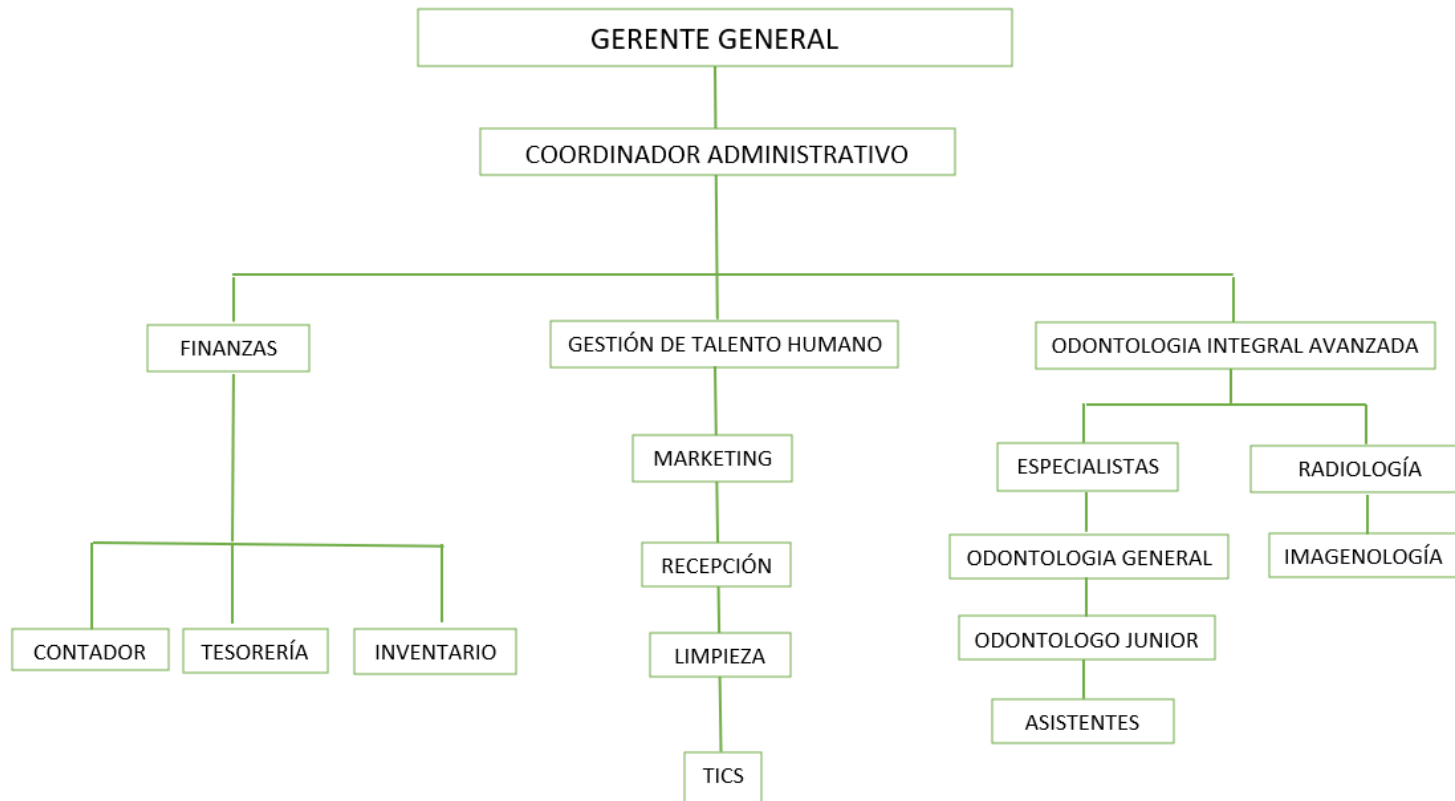 GERENTE GENERAL
COORDINADOR ADMINISTRATIVO
FINANZAS
GESTIÓN DE TALENTO HUMANO
ODONTOLOGIA INTEGRAL AVANZADA
MARKETING
ESPECIALISTAS
RADIOLOGÍA
RECEPCIÓN
ODONTOLOGIA GENERAL
IMAGENOLOGÍA
CONTADOR
TESORERÍA
INVENTARIO
LIMPIEZA
ODONTOLOGO JUNIOR
ASISTENTES
TICS